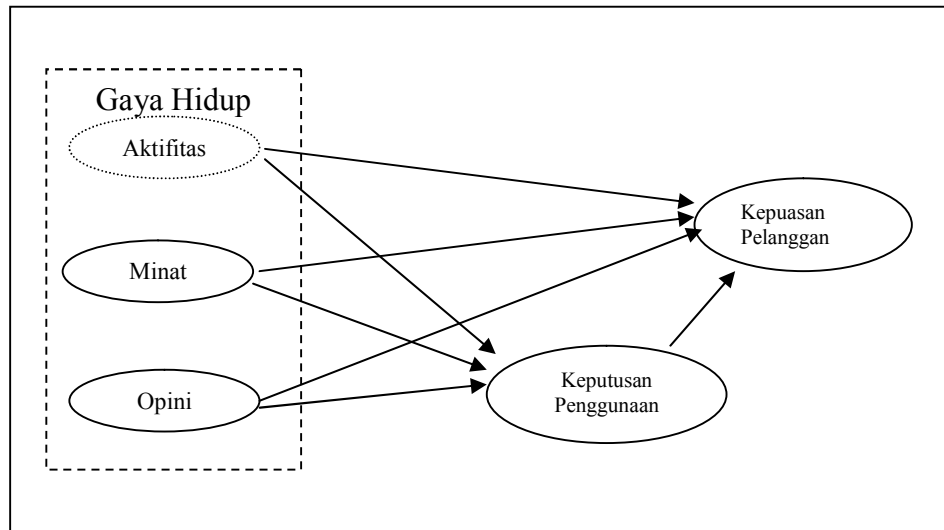 Gaya Hidup
Aktifitas
Minat
Opini
Kepuasan
Pelanggan
Keputusan
Penggunaan